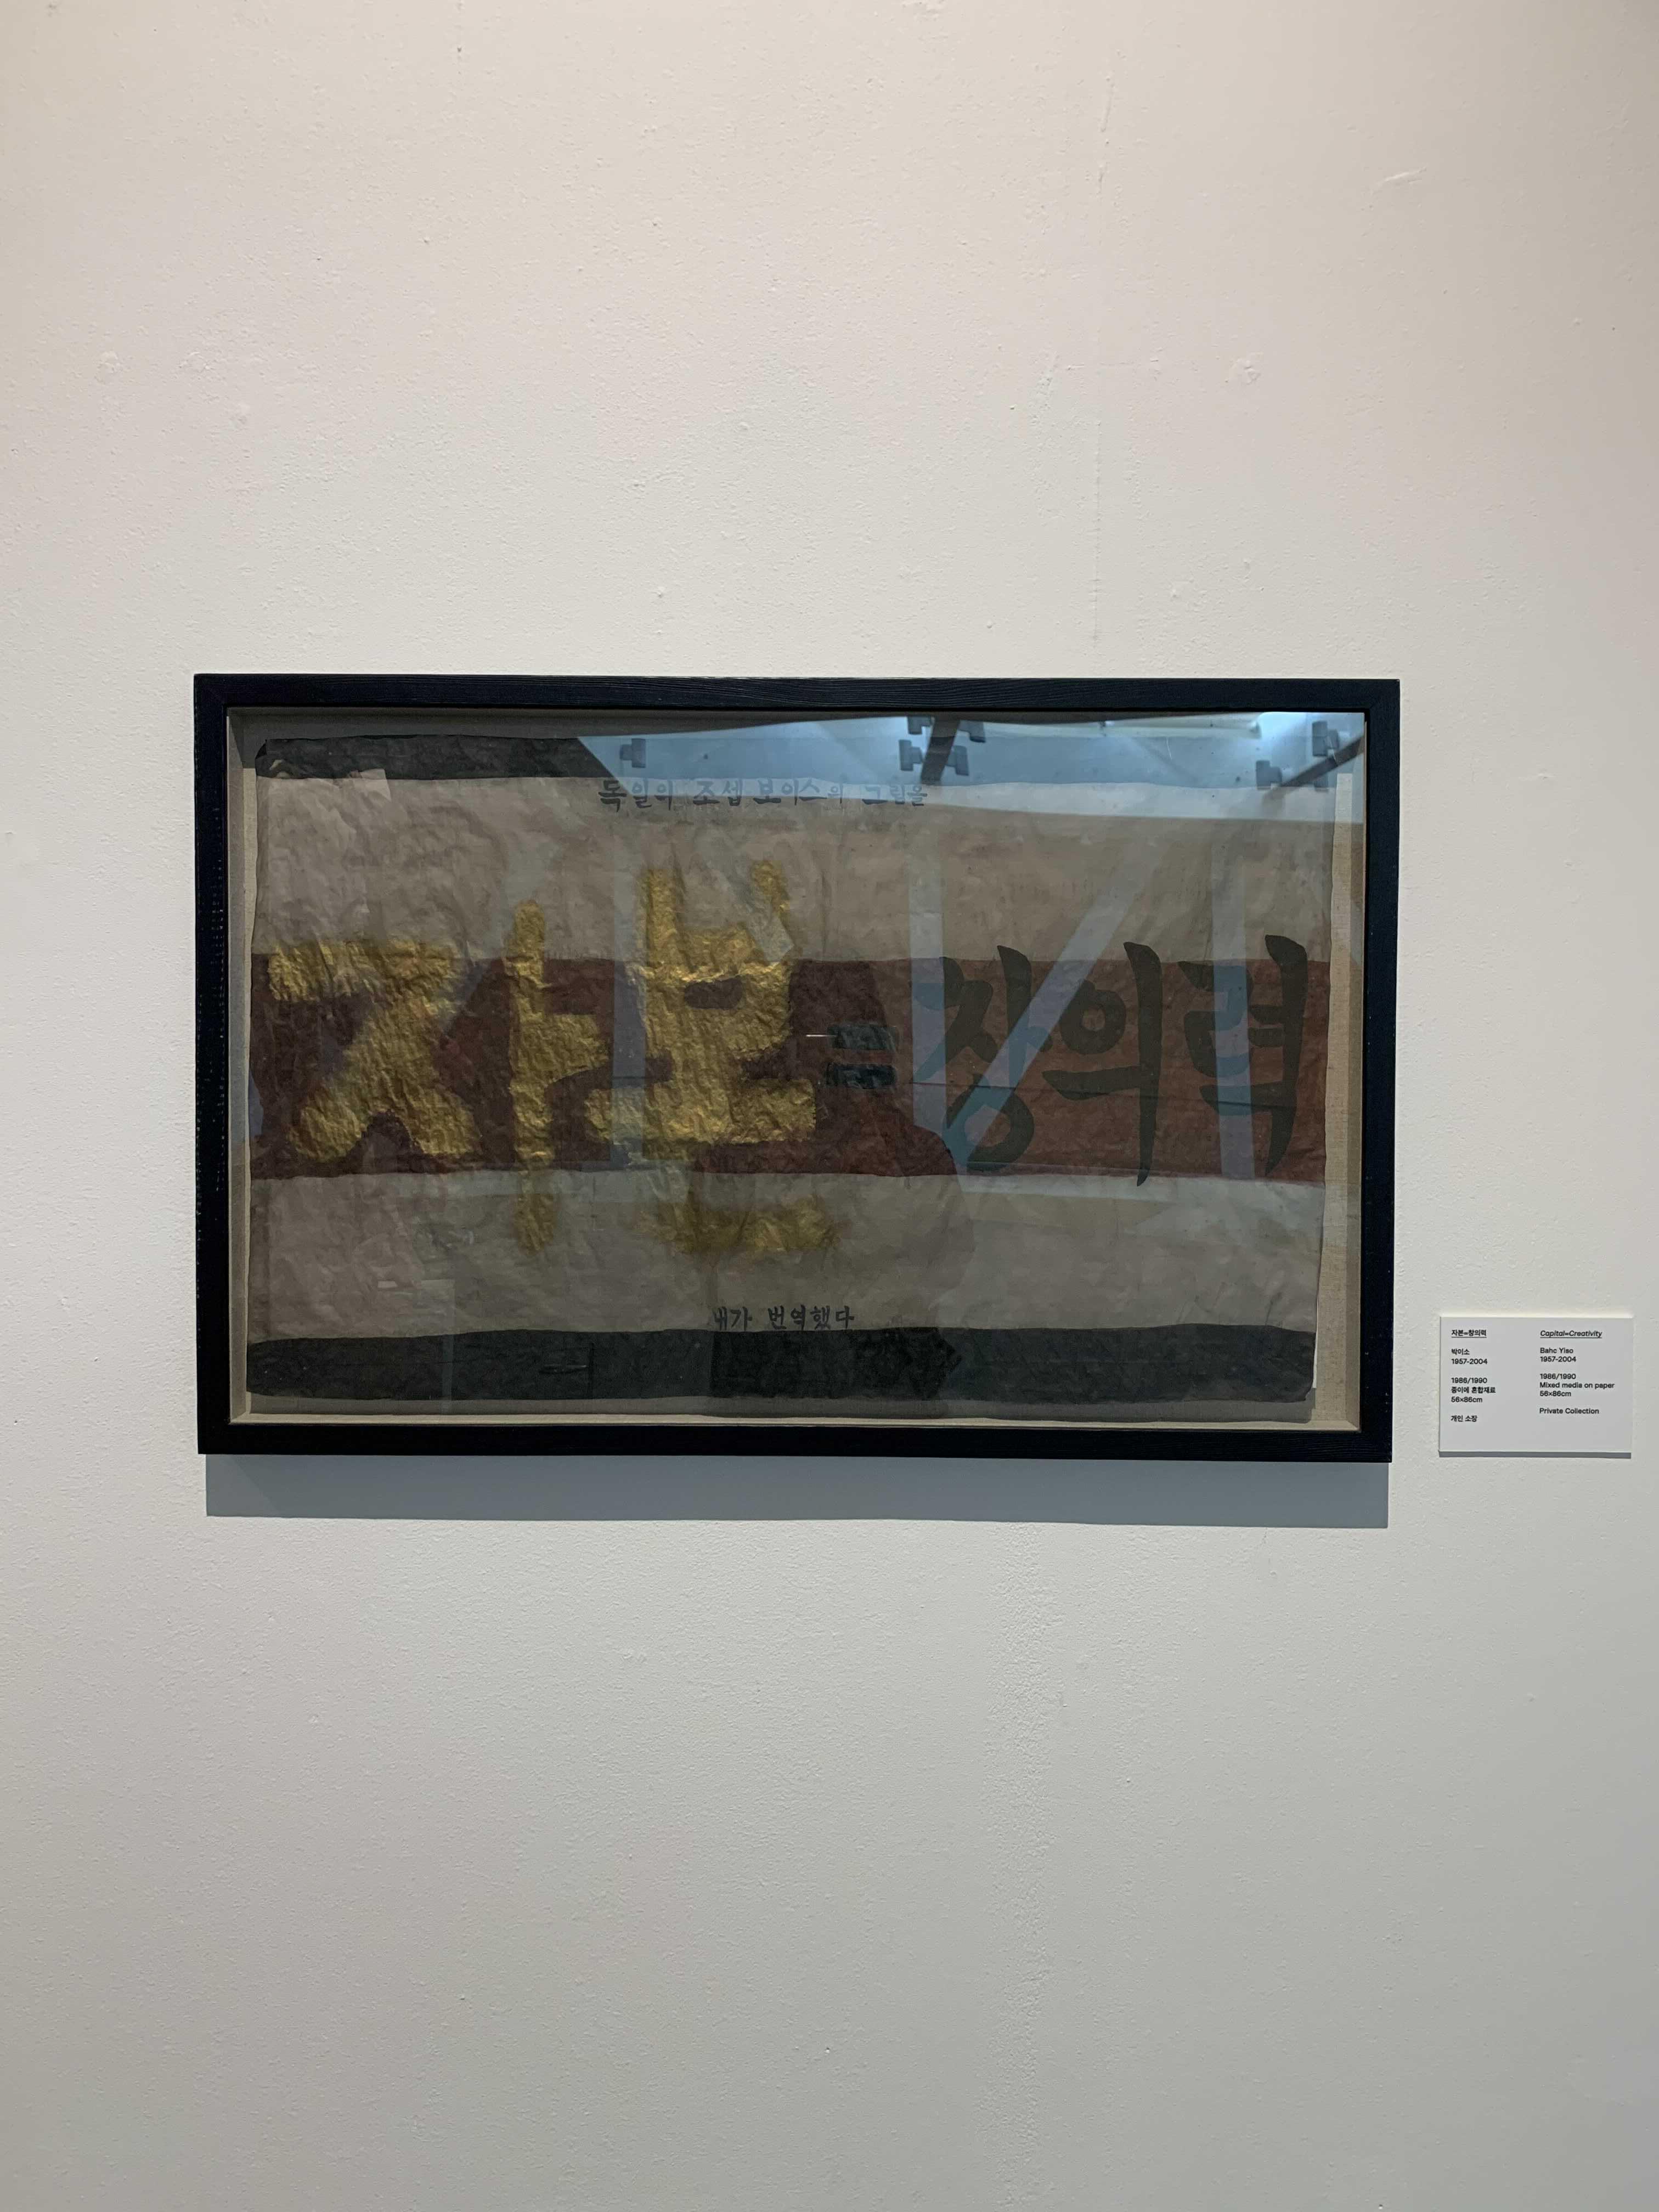 독일의 조셉 보이스의 그림을
자본=창의력
내가 번역했다
자본=창의력
박이소
1957-2004
1986/1990
종이에 혼합재료
56×86cm
개인 소장
Capital=Creativity
Bahc Yiso
1957-2004
1986/1990
Mixed media on paper
56×86cm
Private Collection